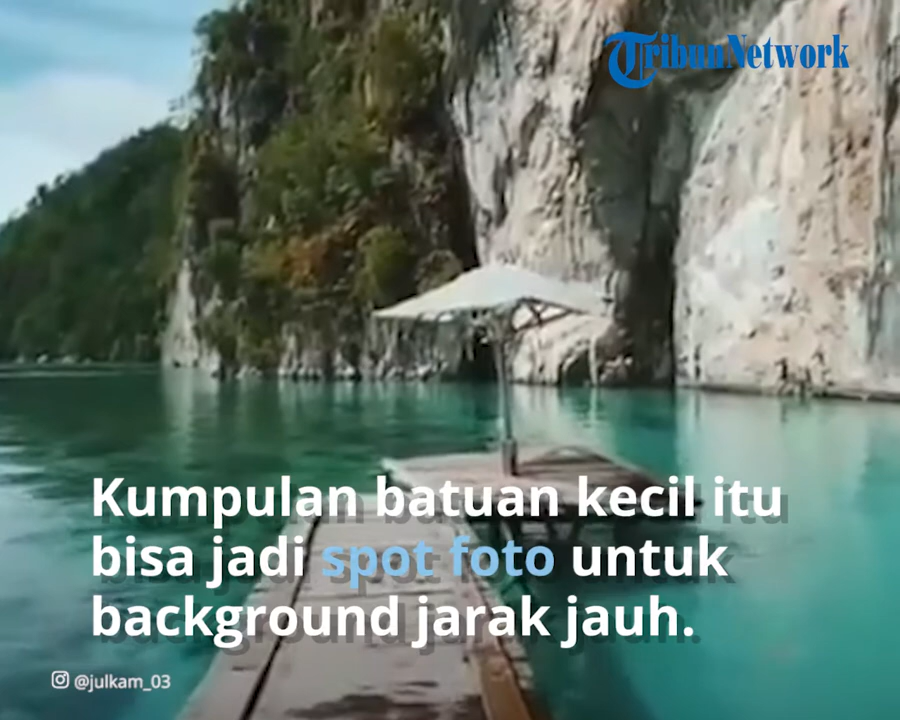 TribunNetwork
Kumpulan batuan kecil itu
bisa jadi spot foto untuk
background jarak jauh.
@julkam_03